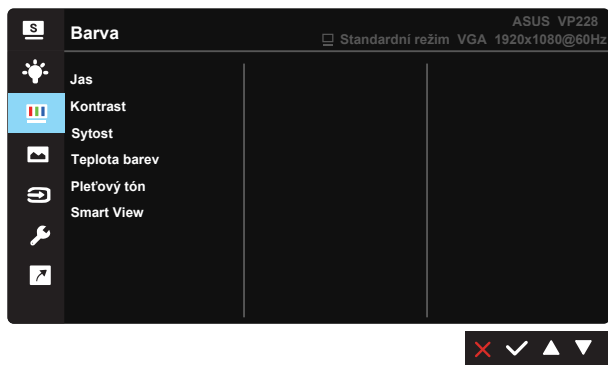 S
Barva
ASUS VP228
Standardní režim VGA 1920x1080@60Hz
Jas
Kontrast
Sytost
Teplota barev
Pleťový tón
Smart View